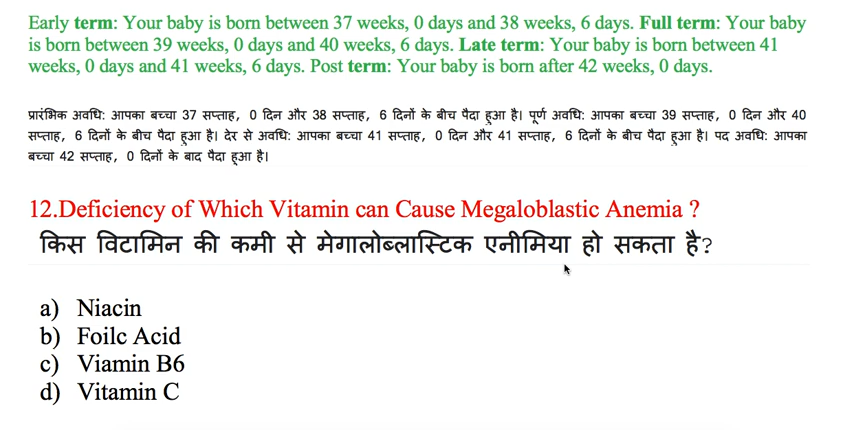 Early term: Your baby is born between 37 weeks, 0 days and 38 weeks, 6 days. Full term: Your baby
is born between 39 weeks, 0 days and 40 weeks, 6 days. Late term: Your baby is born between 41
weeks, 0 days and 41 weeks, 6 days. Post term: Your baby is born after 42 weeks, 0 days.
प्रारंभिक अवधि: आपका बच्चा 37 सप्ताह, 0 दिन और 38 सप्ताह, 6 दिनों के बीच पैदा हुआ है। पूर्ण अवधि: आपका बच्चा 39 सप्ताह, 0 दिन और 40
सप्ताह, 6 दिनों के बीच पैदा हुआ है। देर से अवधि: आपका बच्चा 41 सप्ताह, 0 दिन और 41 सप्ताह, 6 दिनों के बीच पैदा हुआ है। पद अवधि: आपका
बच्चा 42 सप्ताह, 0 दिनों के बाद पैदा हुआ है।
12.Deficiency of Which Vitamin can Cause Megaloblastic Anemia ?
किस विटामिन की कमी से मेगालोब्लास्टिक एनीमिया हो सकता है?
a) Niacin
b) Foilc Acid
c) Viamin B6
d) Vitamin C